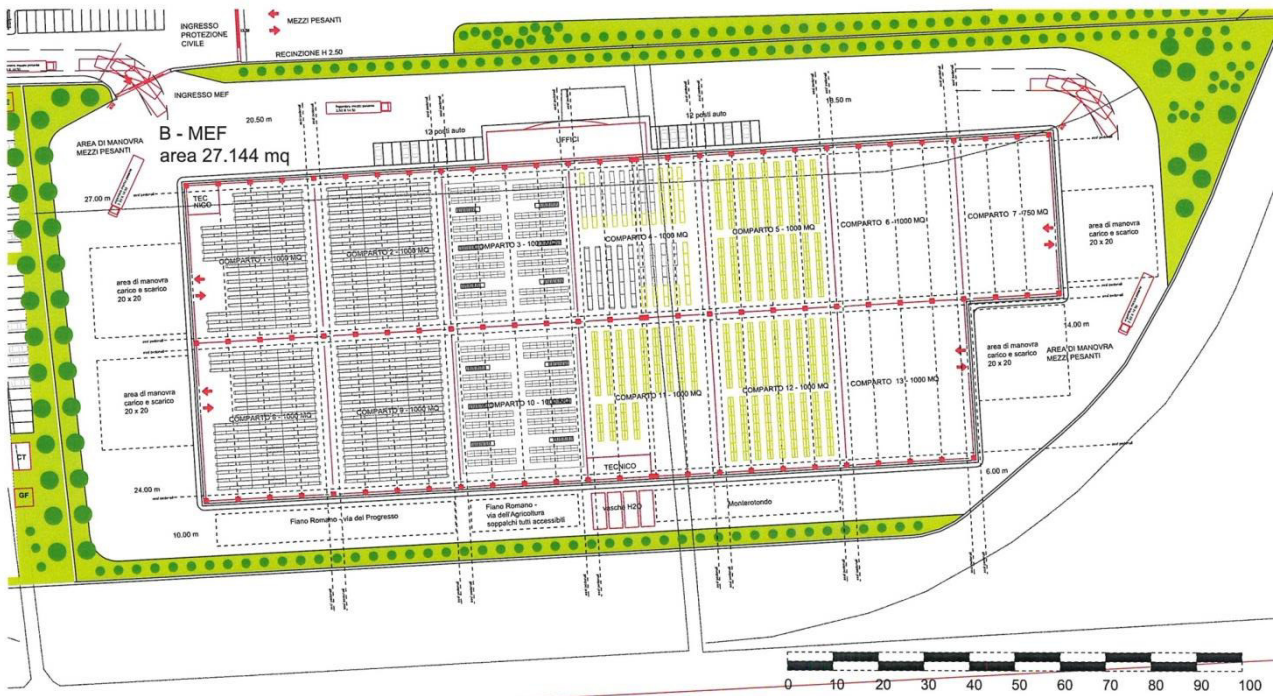 MEZZI PESANTI
INGRESSO
PROTEZIONE
CIVILE
RECINZIONE H 2.50
INGRESSO MEF
20.50 m
18.50 m
12 posti auto
12 posti auto
B - MEF
area 27.144 mq
UFFICI
AREA DI MANOVRA
MEZZI PESANTI
27.00 m
TEC
NICO
COMPARTO 1 - 1000 MQ
COMPARTO 2 - 1000 MQ
COMPARTO 3 - 1000 MQ
COMPARTO 4 - 1000 MQ
COMPARTO 5 - 1000 MQ
COMPARTO 6 - 1000 MQ
COMPARTO 7 - 750 MQ
area di manovra
carico e scarico
20 x 20
area di manovra
carico e scarico
20 x 20
14.00 m
area di manovra
carico e scarico
20 x 20
AREA DI MANOVRA
MEZZI PESANTI
area di manovra
carico e scarico
20 x 20
COMPARTO 8 - 1000 MQ
COMPARTO 9 - 1000 MQ
COMPARTO 10 - 1000 MQ
COMPARTO 11 - 1000 MQ
COMPARTO 12 - 1000 MQ
COMPARTO 13 - 1000 MQ
CT
GF
TECNICO
24.00 m
6.00 m
10.00 m
Fiano Romano - via del Progresso
Fiano Romano -
via dell'Agricoltura
soppalchi tutti accessibili
vasche H2O
Monterotondo
0 10 20 30 40 50 60 70 80 90 100